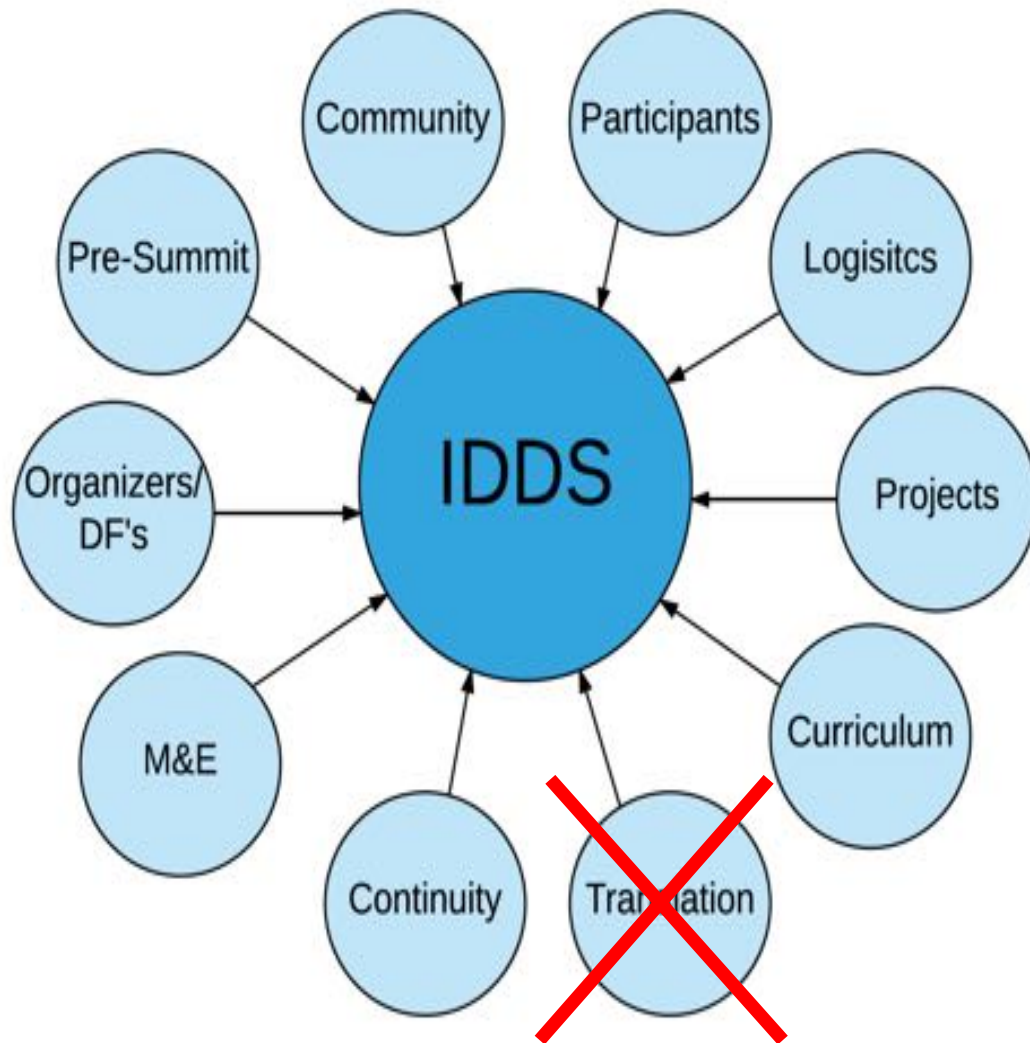 Community
Participants
Pre-Summit
Logisitcs
IDDS
Organizers/
DF's
Projects
M&E
Curriculum
Continuity